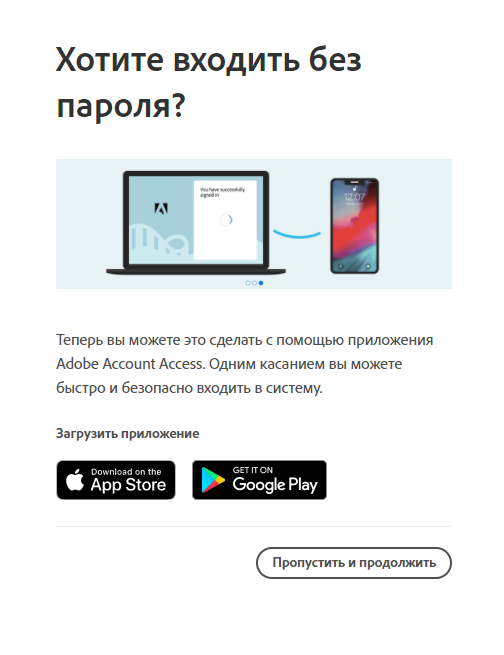 Хотите входить без
пароля?
You have successfully
signed in
12:07
Теперь вы можете это сделать с помощью приложения
Adobe Account Access. Одним касанием вы можете
быстро и безопасно входить в систему.
Загрузить приложение
Download on the
App Store
GET IT ON
Google Play
Пропустить и продолжить